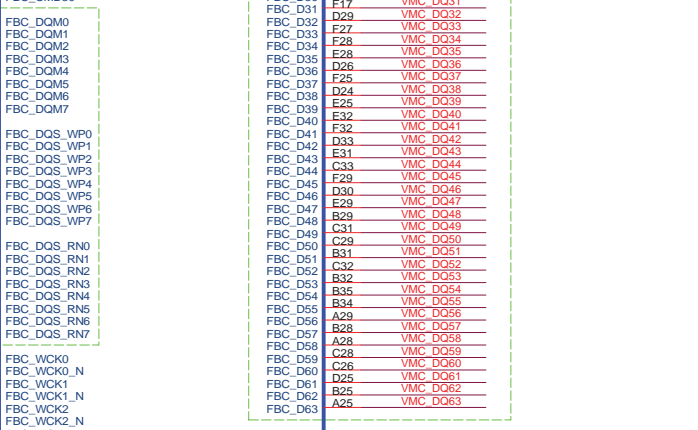 FBC_DQM0
FBC_DQM1
FBC_DQM2
FBC_DQM3
FBC_DQM4
FBC_DQM5
FBC_DQM6
FBC_DQM7
FBC_DQS_WP0
FBC_DQS_WP1
FBC_DQS_WP2
FBC_DQS_WP3
FBC_DQS_WP4
FBC_DQS_WP5
FBC_DQS_WP6
FBC_DQS_WP7
FBC_DQS_RN0
FBC_DQS_RN1
FBC_DQS_RN2
FBC_DQS_RN3
FBC_DQS_RN4
FBC_DQS_RN5
FBC_DQS_RN6
FBC_DQS_RN7
FBC_WCK0
FBC_WCK0_N
FBC_WCK1
FBC_WCK1_N
FBC_WCK2
FBC_WCK2_N
FBC_D31 F17 VMC_DQ31
FBC_D32 D29 VMC_DQ32
FBC_D33 F27 VMC_DQ33
FBC_D34 F28 VMC_DQ34
FBC_D35 E28 VMC_DQ35
FBC_D36 D26 VMC_DQ36
FBC_D37 F25 VMC_DQ37
FBC_D38 D24 VMC_DQ38
FBC_D39 E25 VMC_DQ39
FBC_D40 E32 VMC_DQ40
FBC_D41 F32 VMC_DQ41
FBC_D42 D33 VMC_DQ42
FBC_D43 E31 VMC_DQ43
FBC_D44 C33 VMC_DQ44
FBC_D45 F29 VMC_DQ45
FBC_D46 D30 VMC_DQ46
FBC_D47 E29 VMC_DQ47
FBC_D48 B29 VMC_DQ48
FBC_D49 C31 VMC_DQ49
FBC_D50 C29 VMC_DQ50
FBC_D51 B31 VMC_DQ51
FBC_D52 C32 VMC_DQ52
FBC_D53 B32 VMC_DQ53
FBC_D54 B35 VMC_DQ54
FBC_D55 B34 VMC_DQ55
FBC_D56 A29 VMC_DQ56
FBC_D57 B28 VMC_DQ57
FBC_D58 A28 VMC_DQ58
FBC_D59 C28 VMC_DQ59
FBC_D60 C26 VMC_DQ60
FBC_D61 D25 VMC_DQ61
FBC_D62 B25 VMC_DQ62
FBC_D63 A25 VMC_DQ63